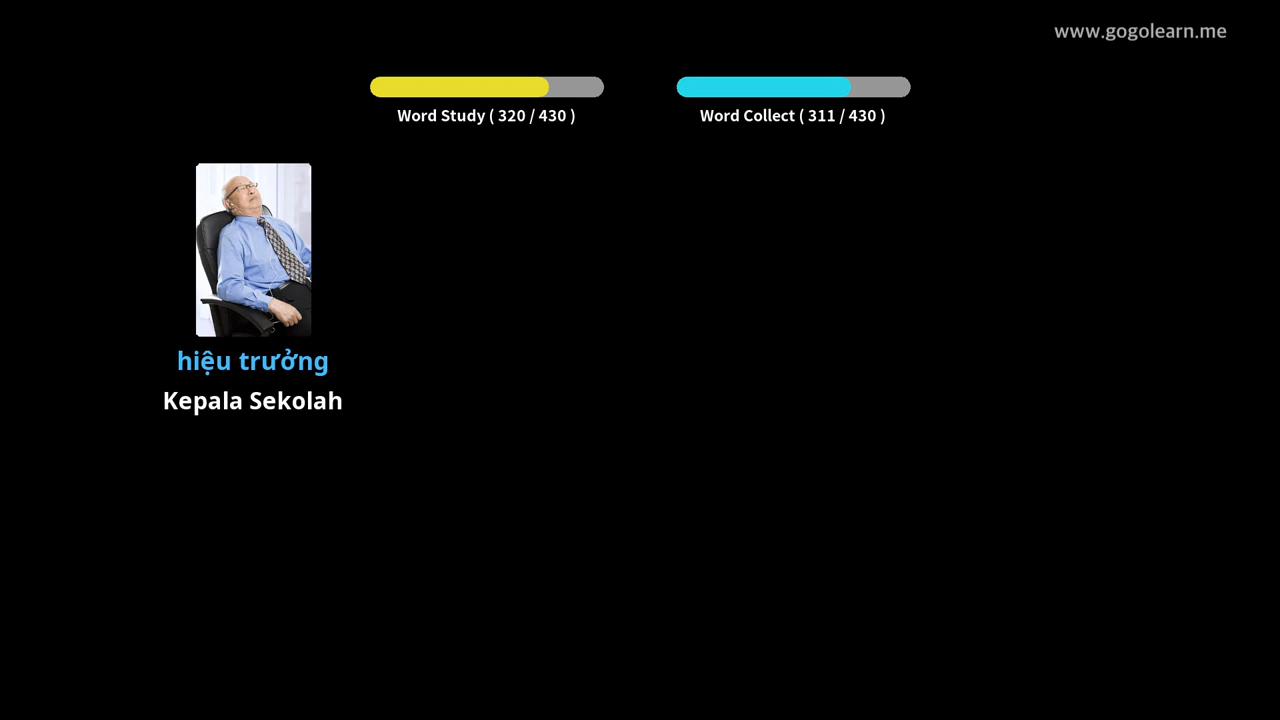 www.gogolearn.me
Word Study ( 320 / 430 )
Word Collect ( 311 / 430 )
hiệu trưởng
Kepala Sekolah